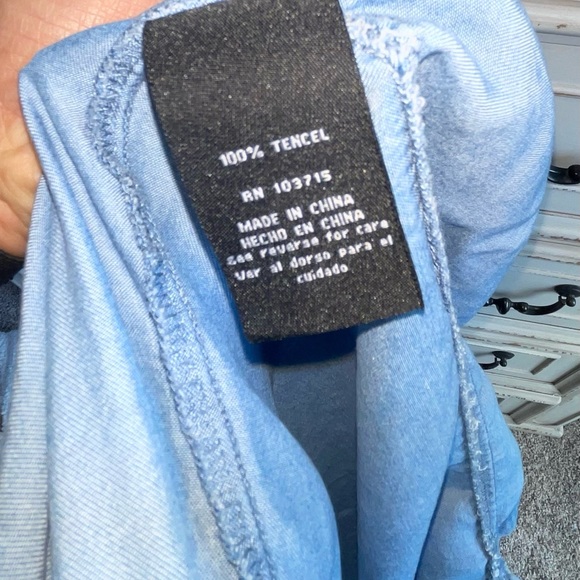 100% TENCEL
RN 103715
MADE IN CHINA
HECHO EN CHINA
see reverse for care
Ver al dorso para el
cuidado